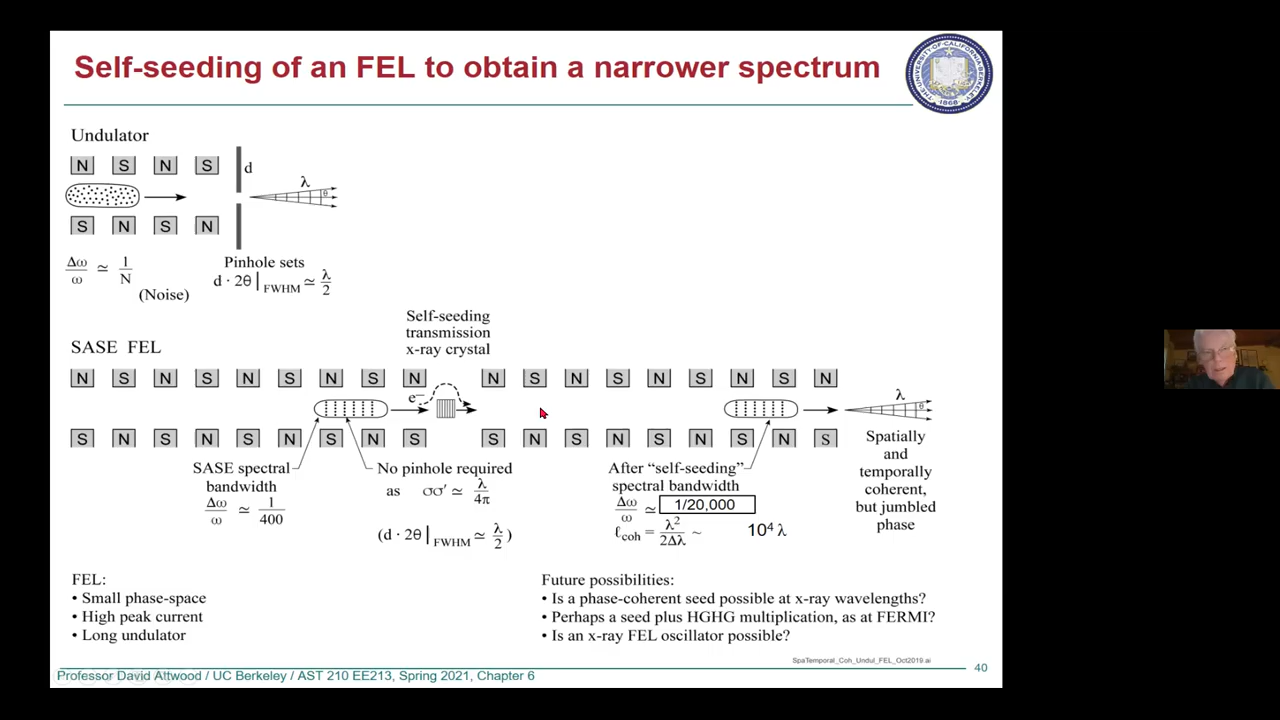 Self-seeding of an FEL to obtain a narrower spectrum
THE UNIVERSITY OF CALIFORNIA
1868
Undulator
N S N S
d
λ
θ
S N S N
Δω/ω ≃ 1/N
(Noise)
Pinhole sets
d · 2θ|FWHM ≃ λ/2
Self-seeding
transmission
x-ray crystal
SASE FEL
N S N S N S N S N N S N S N S N S N
e−
λ
θ
S N S N S N S N S S N S N S N S N S
SASE spectral
bandwidth
Δω/ω ≃ 1/400
No pinhole required
as σσ′ ≃ λ/4π
(d · 2θ|FWHM ≃ λ/2)
After “self-seeding”
spectral bandwidth
Δω/ω ≃ 1/20,000
ℓcoh = λ²/2Δλ ~ 10⁴ λ
Spatially
and
temporally
coherent,
but jumbled
phase
FEL:
• Small phase-space
• High peak current
• Long undulator
Future possibilities:
• Is a phase-coherent seed possible at x-ray wavelengths?
• Perhaps a seed plus HGHG multiplication, as at FERMI?
• Is an x-ray FEL oscillator possible?
SpaTemporal_Coh_Undul_FEL_Oct2019.ai
Professor David Attwood / UC Berkeley / AST 210 EE213, Spring 2021, Chapter 6
40